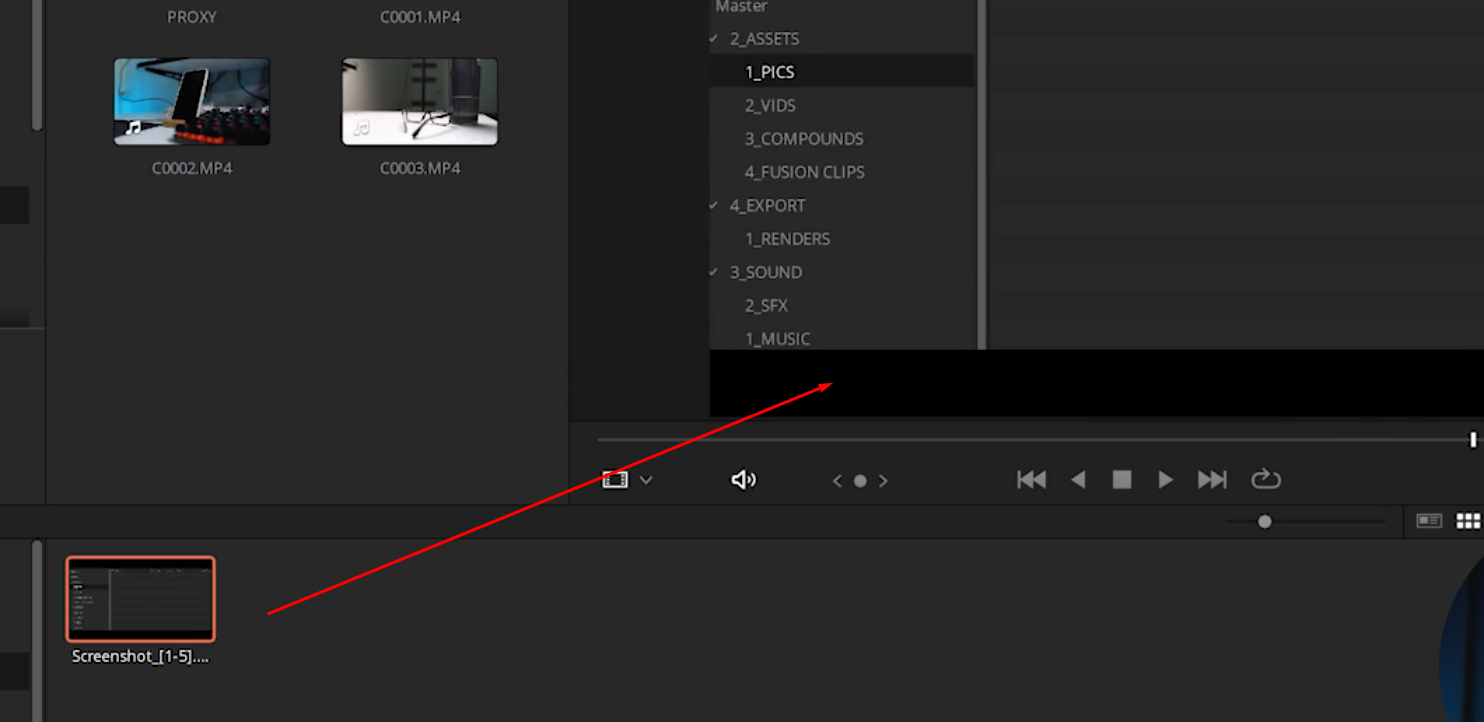 PROXY
C0001.MP4
C0002.MP4
C0003.MP4
Master
2_ASSETS
1_PICS
2_VIDS
3_COMPOUNDS
4_FUSION CLIPS
4_EXPORT
1_RENDERS
3_SOUND
2_SFX
1_MUSIC
Screenshot_[1-5]....